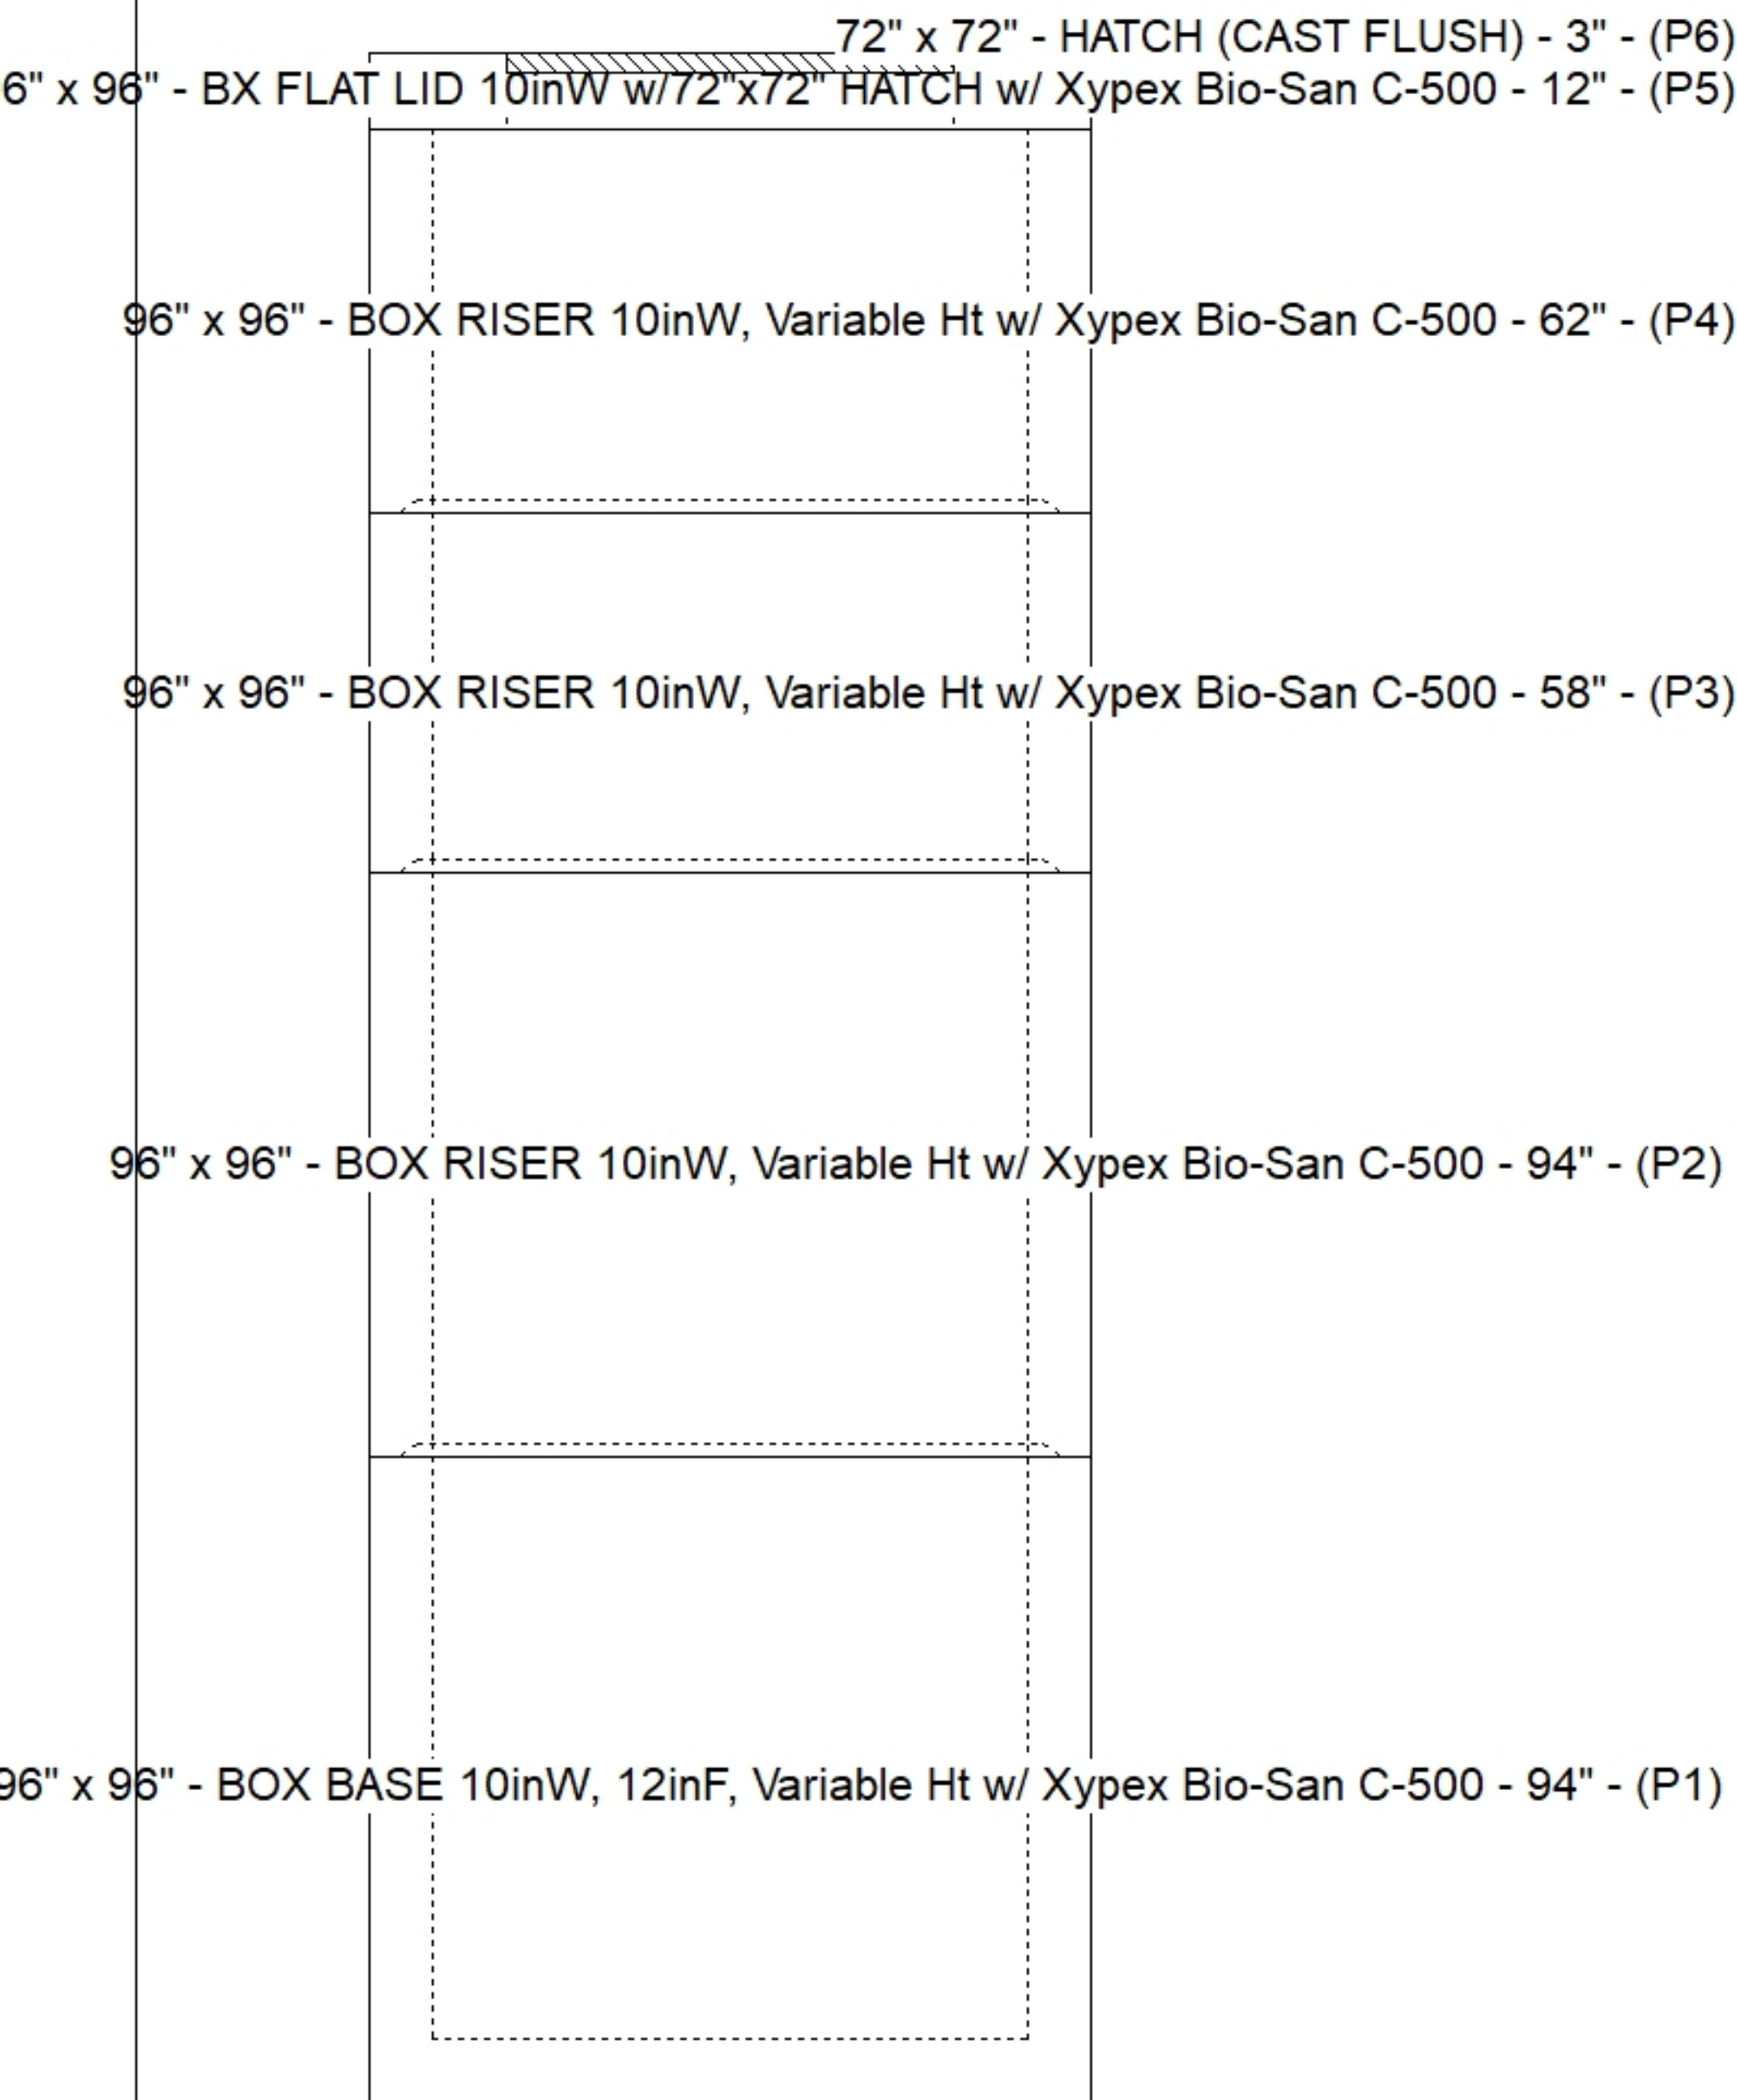 72" x 72" - HATCH (CAST FLUSH) - 3" - (P6)
6" x 96" - BX FLAT LID 10inW w/72"x72" HATCH w/ Xypex Bio-San C-500 - 12" - (P5)
96" x 96" - BOX RISER 10inW, Variable Ht w/ Xypex Bio-San C-500 - 62" - (P4)
96" x 96" - BOX RISER 10inW, Variable Ht w/ Xypex Bio-San C-500 - 58" - (P3)
96" x 96" - BOX RISER 10inW, Variable Ht w/ Xypex Bio-San C-500 - 94" - (P2)
96" x 96" - BOX BASE 10inW, 12inF, Variable Ht w/ Xypex Bio-San C-500 - 94" - (P1)